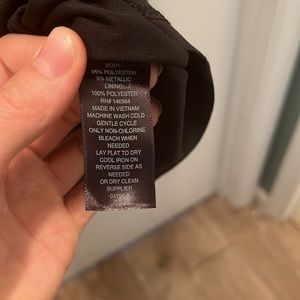 BODY:
95% POLYESTER
5% METALLIC
LINING:
100% POLYESTER
RN# 146964
MADE IN VIETNAM
MACHINE WASH COLD
GENTLE CYCLE
ONLY NON-CHLORINE
BLEACH WHEN
NEEDED
LAY FLAT TO DRY
COOL IRON ON
REVERSE SIDE AS
NEEDED
OR DRY CLEAN
SUPPLIER